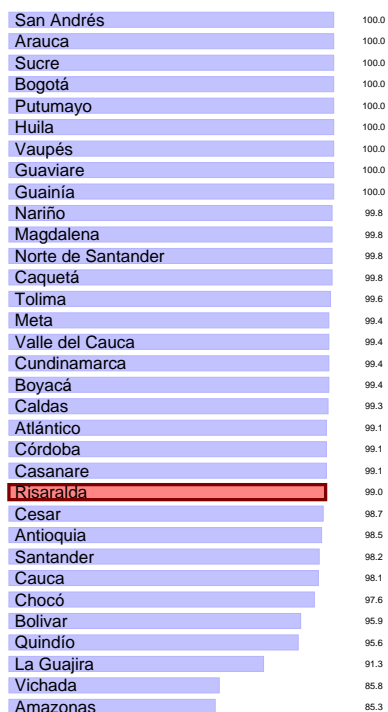 San Andrés 100.0
Arauca 100.0
Sucre 100.0
Bogotá 100.0
Putumayo 100.0
Huila 100.0
Vaupés 100.0
Guaviare 100.0
Guainía 100.0
Nariño 99.8
Magdalena 99.8
Norte de Santander 99.8
Caquetá 99.8
Tolima 99.6
Meta 99.4
Valle del Cauca 99.4
Cundinamarca 99.4
Boyacá 99.4
Caldas 99.3
Atlántico 99.1
Córdoba 99.1
Casanare 99.1
Risaralda 99.0
Cesar 98.7
Antioquia 98.5
Santander 98.2
Cauca 98.1
Chocó 97.6
Bolivar 95.9
Quindío 95.6
La Guajira 91.3
Vichada 85.8
Amazonas 85.3